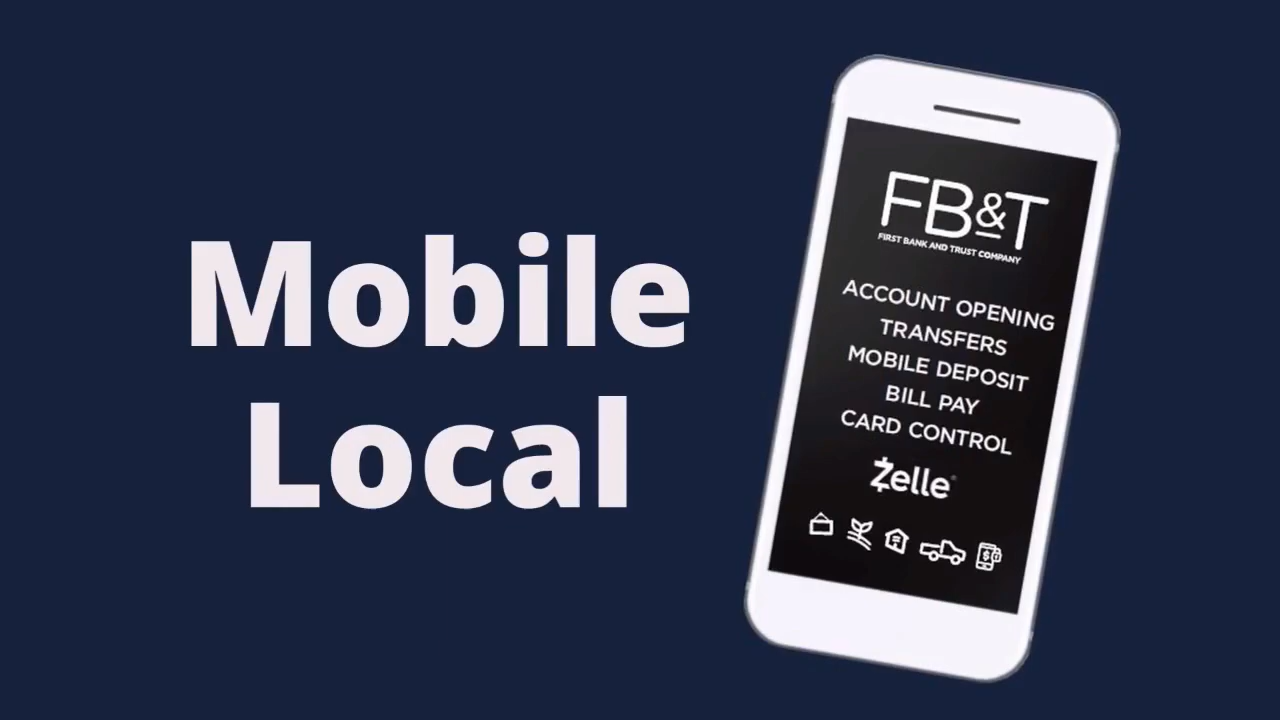 Mobile
Local
FB&T
FIRST BANK AND TRUST COMPANY
ACCOUNT OPENING
TRANSFERS
MOBILE DEPOSIT
BILL PAY
CARD CONTROL
Zelle®
$